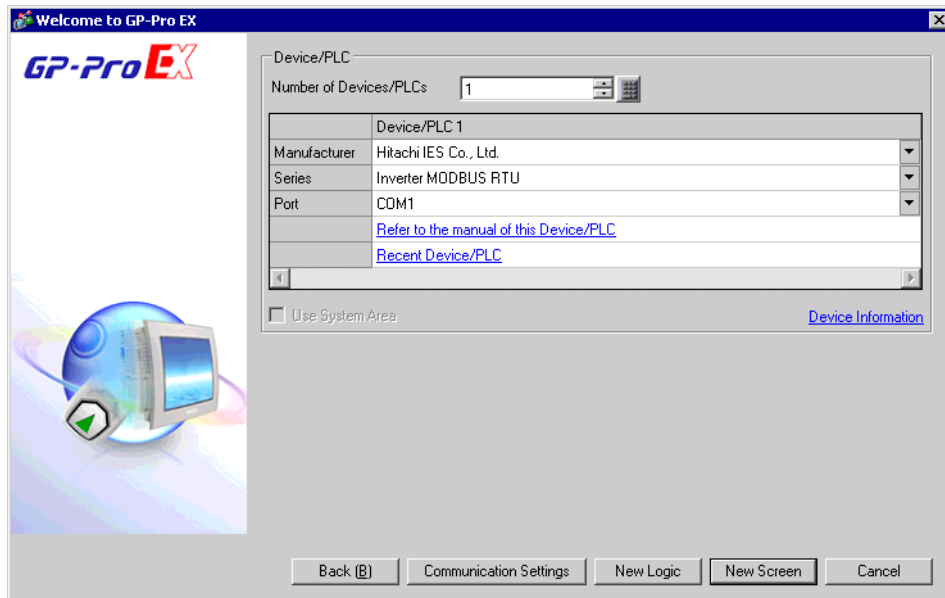 Welcome to GP-Pro EX
GP-Pro EX
Device/PLC
Number of Devices/PLCs 1
Device/PLC 1
Manufacturer Hitachi IES Co., Ltd.
Series Inverter MODBUS RTU
Port COM1
Refer to the manual of this Device/PLC
Recent Device/PLC
Use System Area Device Information
Back (B) Communication Settings New Logic New Screen Cancel